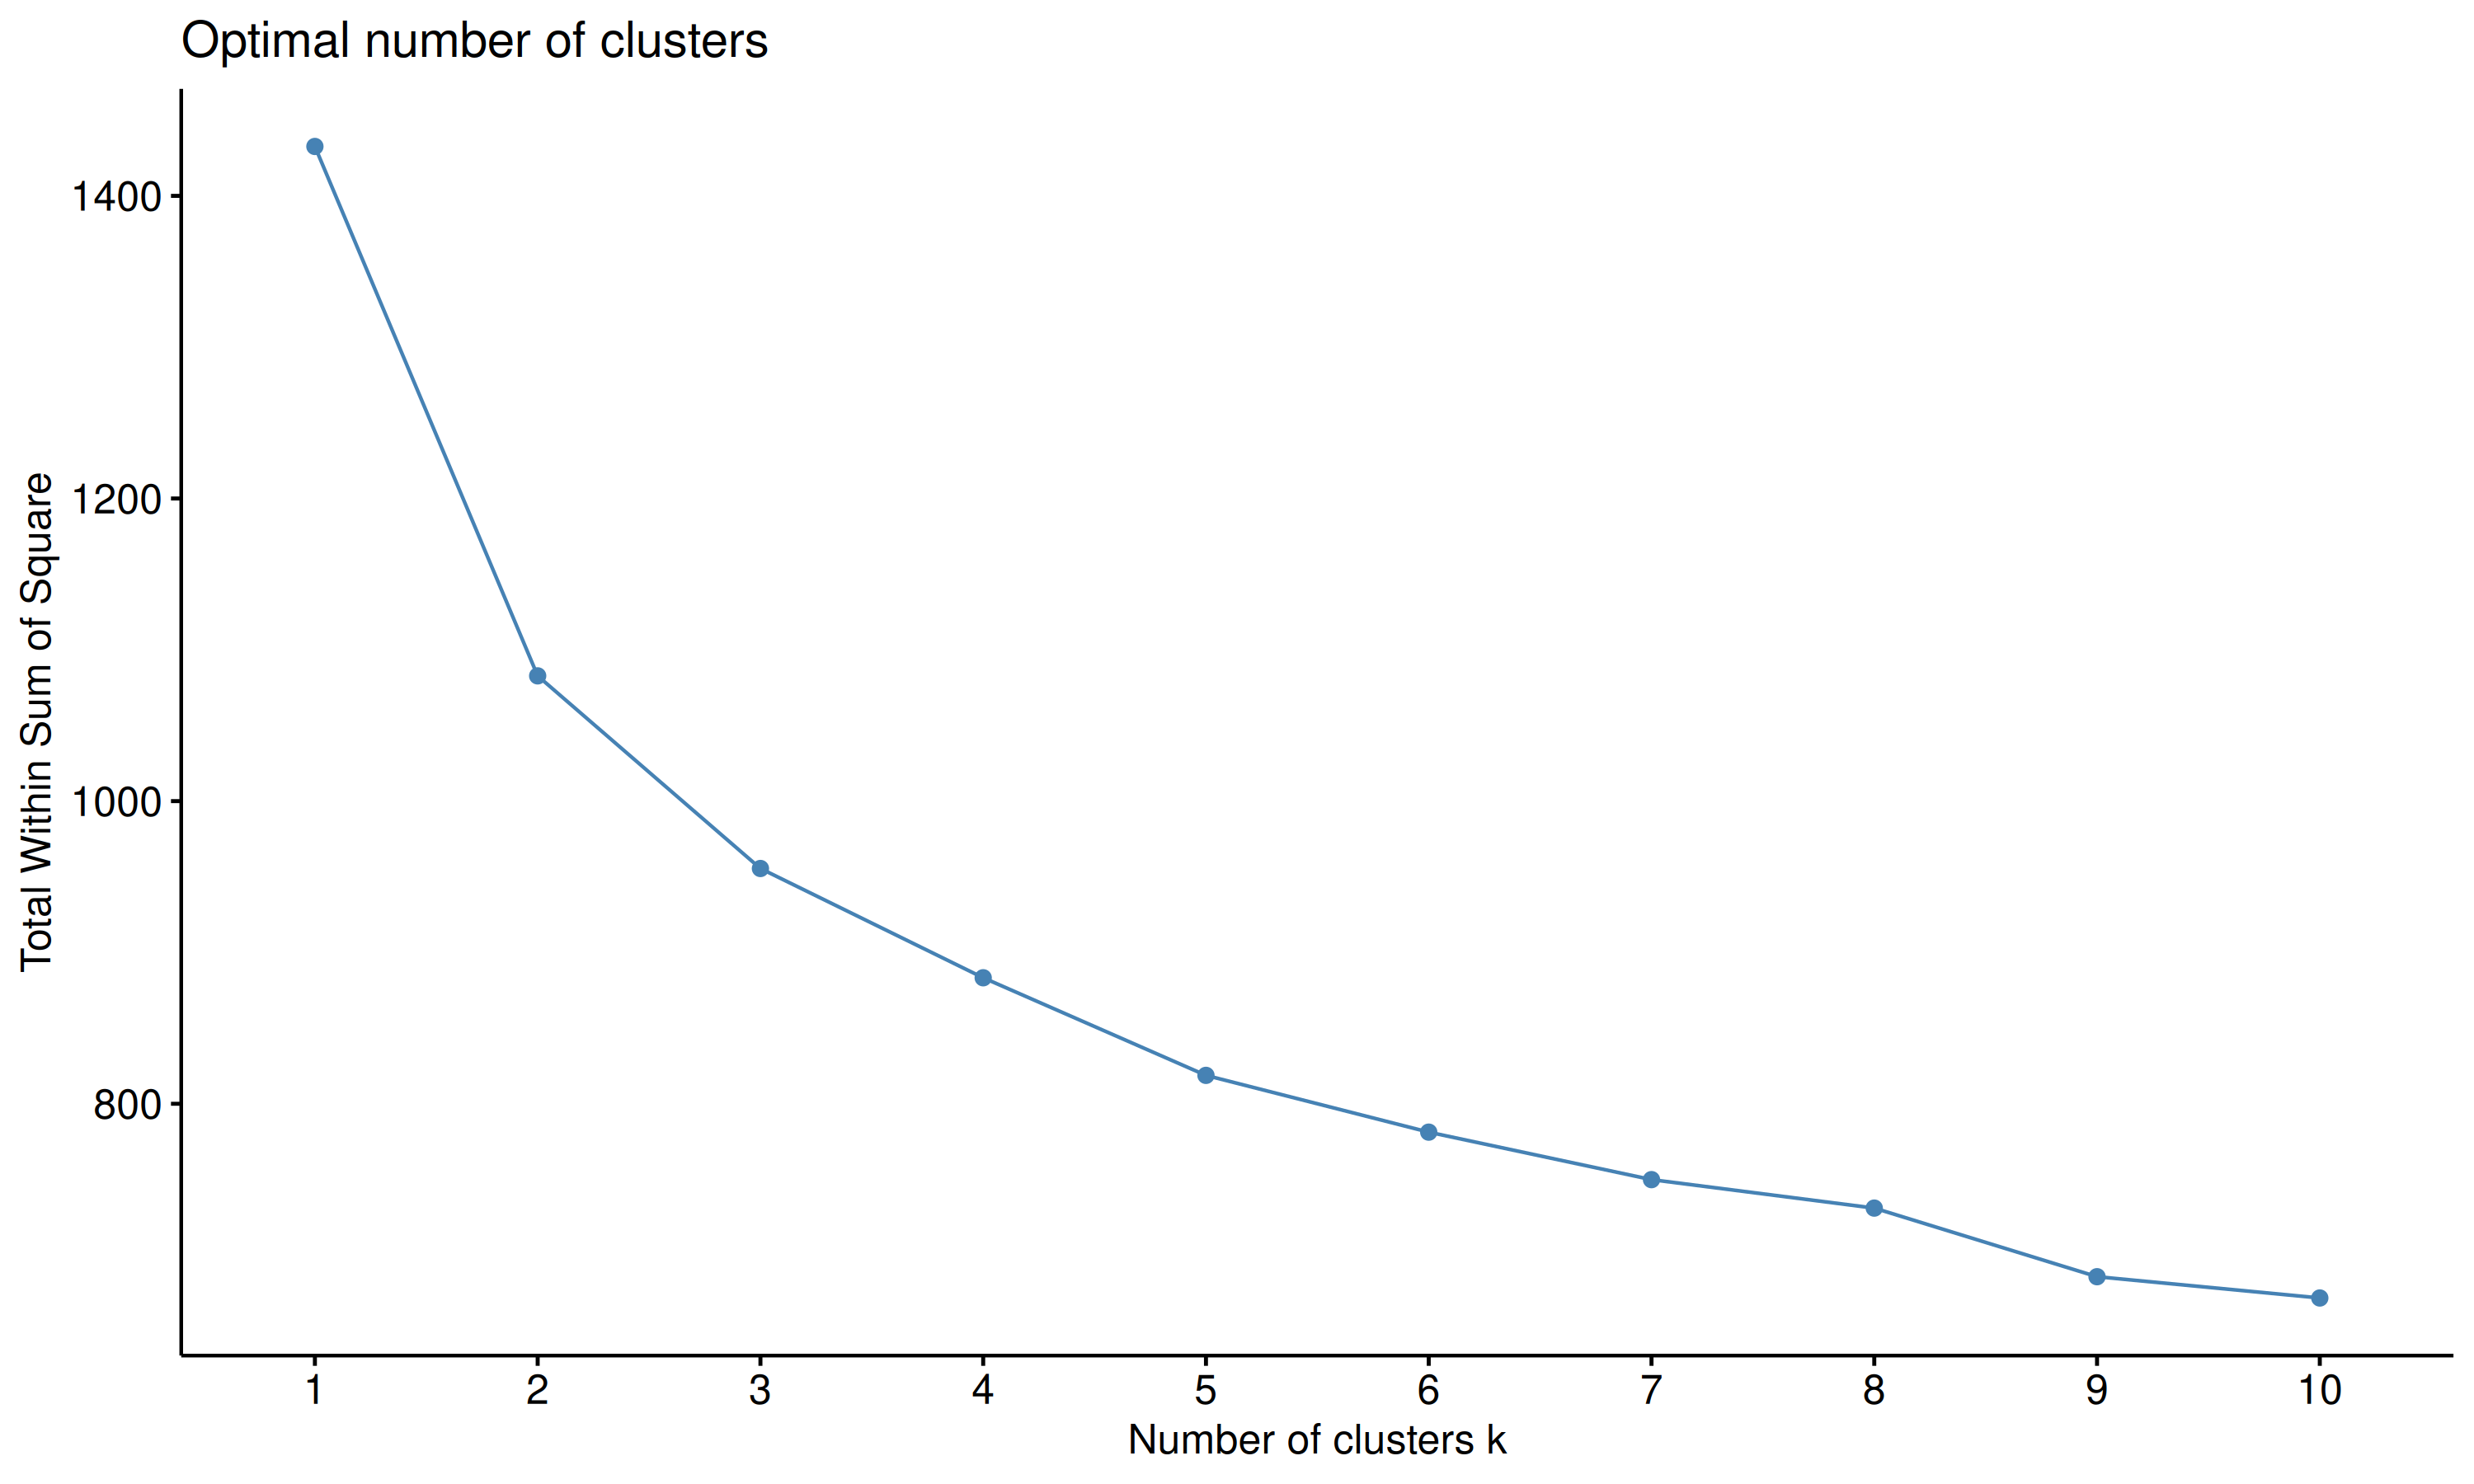 Optimal number of clusters
Total Within Sum of Square
1400
1200
1000
800
1 2 3 4 5 6 7 8 9 10
Number of clusters k